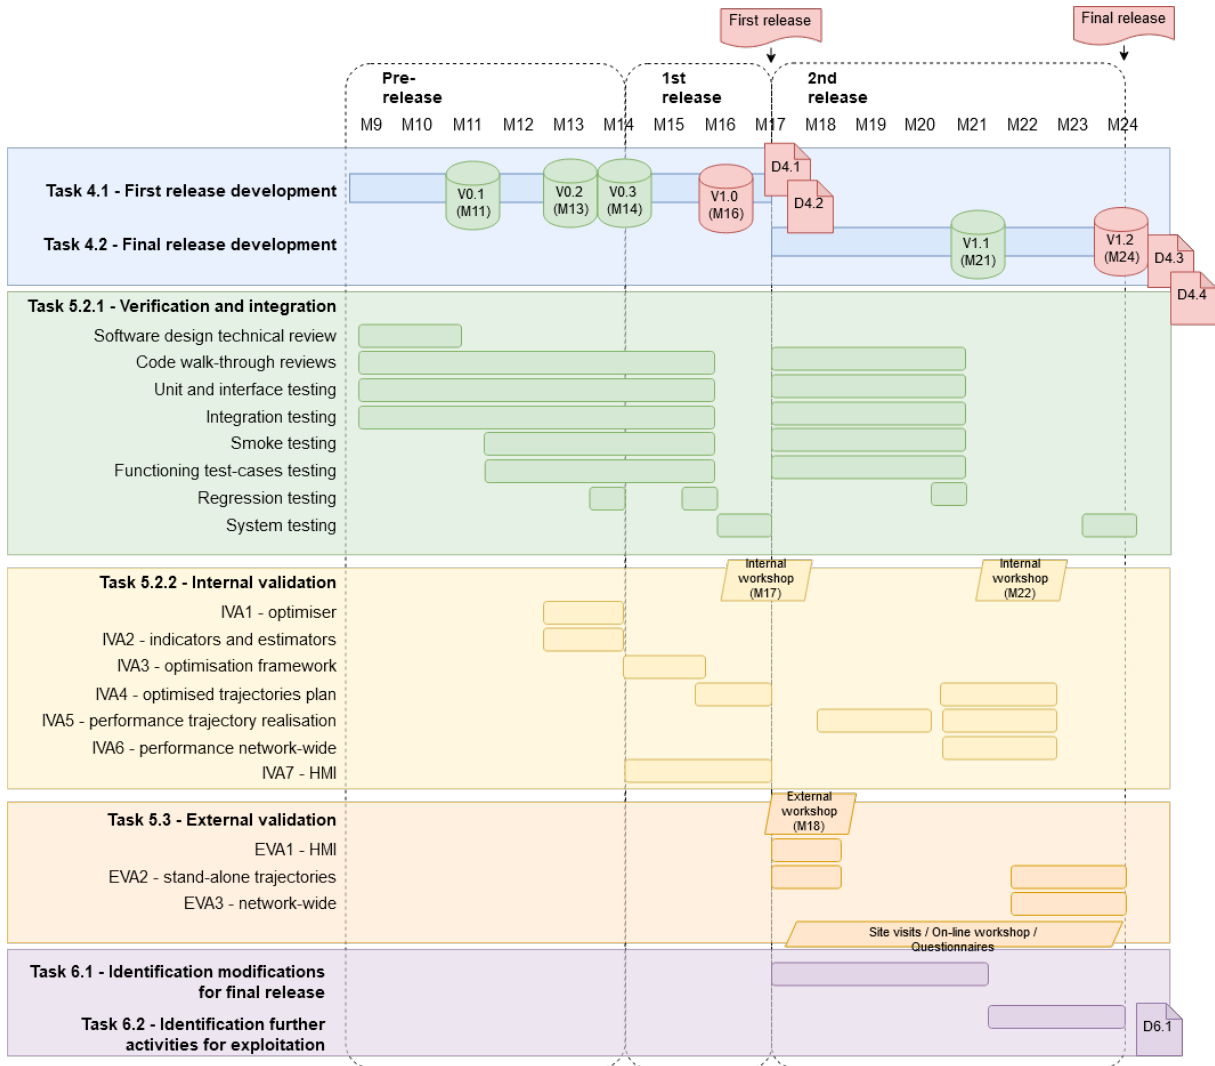 First release
Final release
Pre-
release
1st
release
2nd
release
M9 M10 M11 M12 M13 M14 M15 M16 M17 M18 M19 M20 M21 M22 M23 M24
Task 4.1 - First release development
V0.1
(M11)
V0.2
(M13)
V0.3
(M14)
V1.0
(M16)
D4.1
D4.2
Task 4.2 - Final release development
V1.1
(M21)
V1.2
(M24)
D4.3
D4.4
Task 5.2.1 - Verification and integration
Software design technical review
Code walk-through reviews
Unit and interface testing
Integration testing
Smoke testing
Functioning test-cases testing
Regression testing
System testing
Task 5.2.2 - Internal validation
Internal
workshop
(M17)
Internal
workshop
(M22)
IVA1 - optimiser
IVA2 - indicators and estimators
IVA3 - optimisation framework
IVA4 - optimised trajectories plan
IVA5 - performance trajectory realisation
IVA6 - performance network-wide
IVA7 - HMI
Task 5.3 - External validation
External
workshop
(M18)
EVA1 - HMI
EVA2 - stand-alone trajectories
EVA3 - network-wide
Site visits / On-line workshop /
Questionnaires
Task 6.1 - Identification modifications
for final release
Task 6.2 - Identification further
activities for exploitation
D6.1